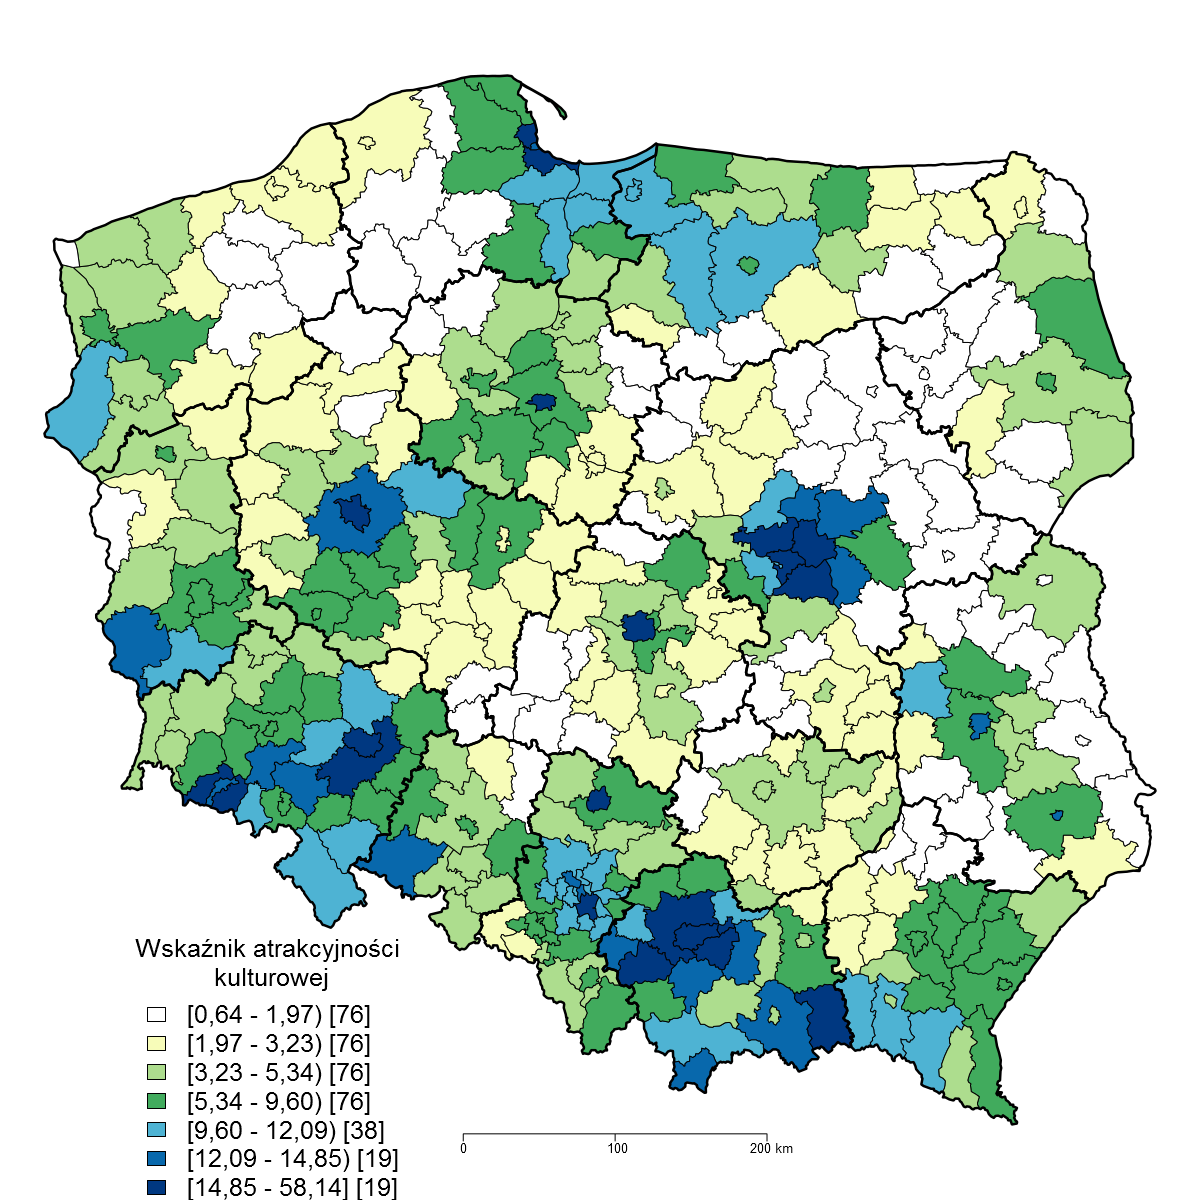 Wskaźnik atrakcyjności
kulturowej
[0,64 - 1,97) [76]
[1,97 - 3,23) [76]
[3,23 - 5,34) [76]
[5,34 - 9,60) [76]
[9,60 - 12,09) [38]
[12,09 - 14,85) [19]
[14,85 - 58,14] [19]
0 100 200 km